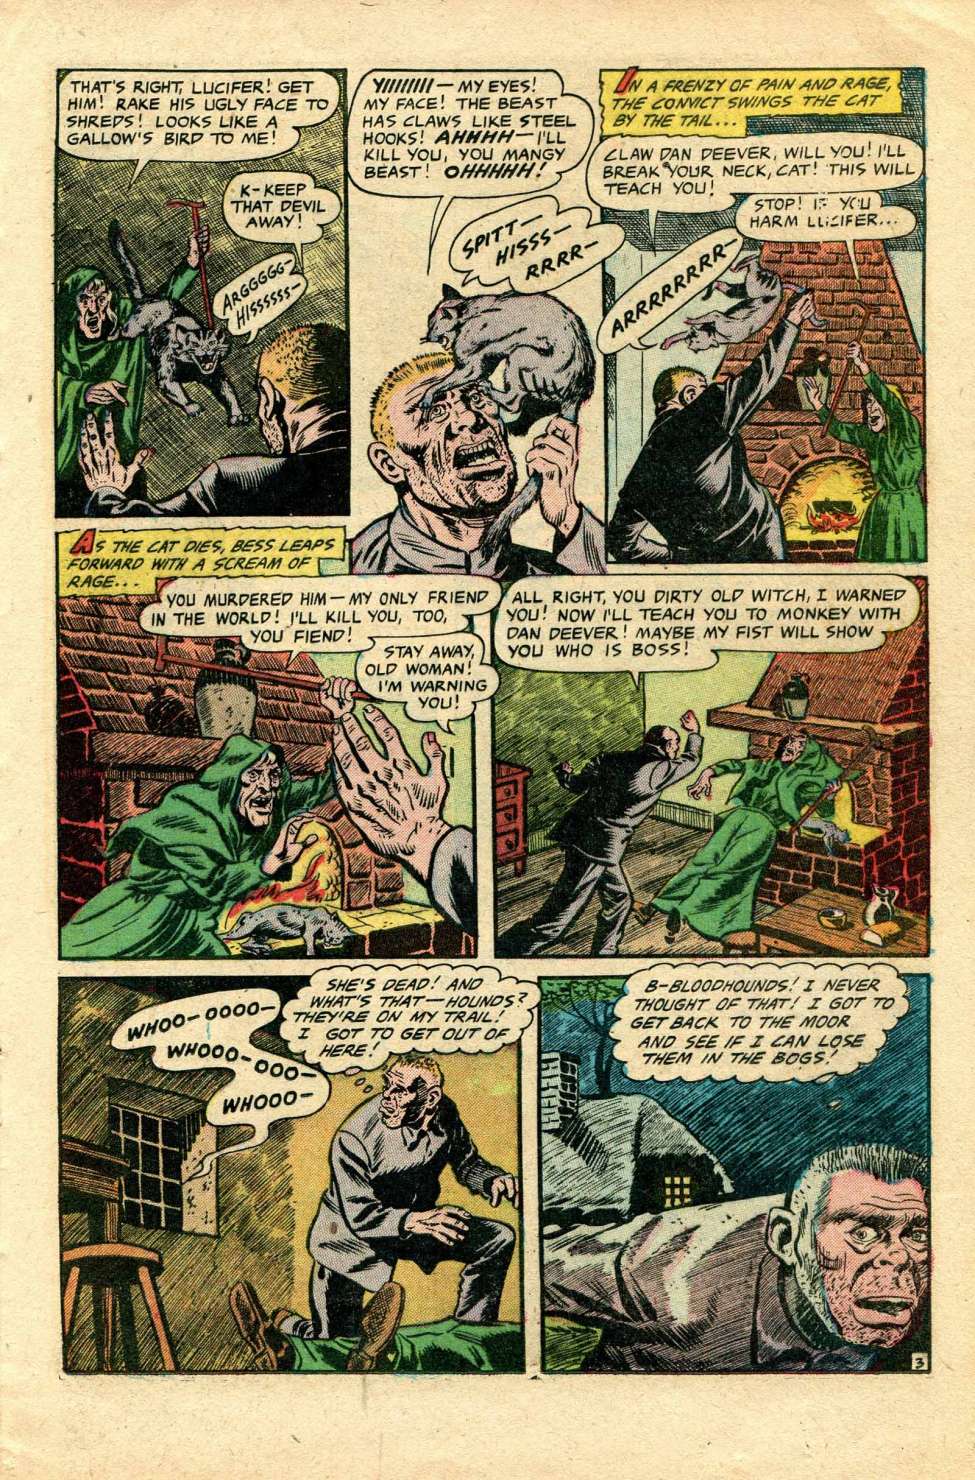 THAT'S RIGHT, LUCIFER! GET
HIM! RAKE HIS UGLY FACE TO
SHREDS! LOOKS LIKE A
GALLOW'S BIRD TO ME!
K-KEEP
THAT DEVIL
AWAY!
ARGGGGG-
HISSSSSS-
YIIIIIIII—MY EYES!
MY FACE! THE BEAST
HAS CLAWS LIKE STEEL
HOOKS! AHHHH—I'LL
KILL YOU, YOU MANGY
BEAST! OHHHHH!
SPITT-
HISSS-
RRRR-
IN A FRENZY OF PAIN AND RAGE,
THE CONVICT SWINGS THE CAT
BY THE TAIL...
CLAW DAN DEEVER, WILL YOU! I'LL
BREAK YOUR NECK, CAT! THIS WILL
TEACH YOU!
STOP! IF YOU
HARM LUCIFER...
ARRRRRRRR-
AS THE CAT DIES, BESS LEAPS
FORWARD WITH A SCREAM OF
RAGE...
YOU MURDERED HIM—MY ONLY FRIEND
IN THE WORLD! I'LL KILL YOU, TOO,
YOU FIEND!
STAY AWAY,
OLD WOMAN!
I'M WARNING
YOU!
ALL RIGHT, YOU DIRTY OLD WITCH, I WARNED
YOU! NOW I'LL TEACH YOU TO MONKEY WITH
DAN DEEVER! MAYBE MY FIST WILL SHOW
YOU WHO IS BOSS!
WHOO-OOOO-
WHOOO-OOO-
WHOOO-
SHE'S DEAD! AND
WHAT'S THAT—HOUNDS?
THEY'RE ON MY TRAIL!
I GOT TO GET OUT OF
HERE!
B-BLOODHOUNDS! I NEVER
THOUGHT OF THAT! I GOT TO
GET BACK TO THE MOOR
AND SEE IF I CAN LOSE
THEM IN THE BOGS!
3